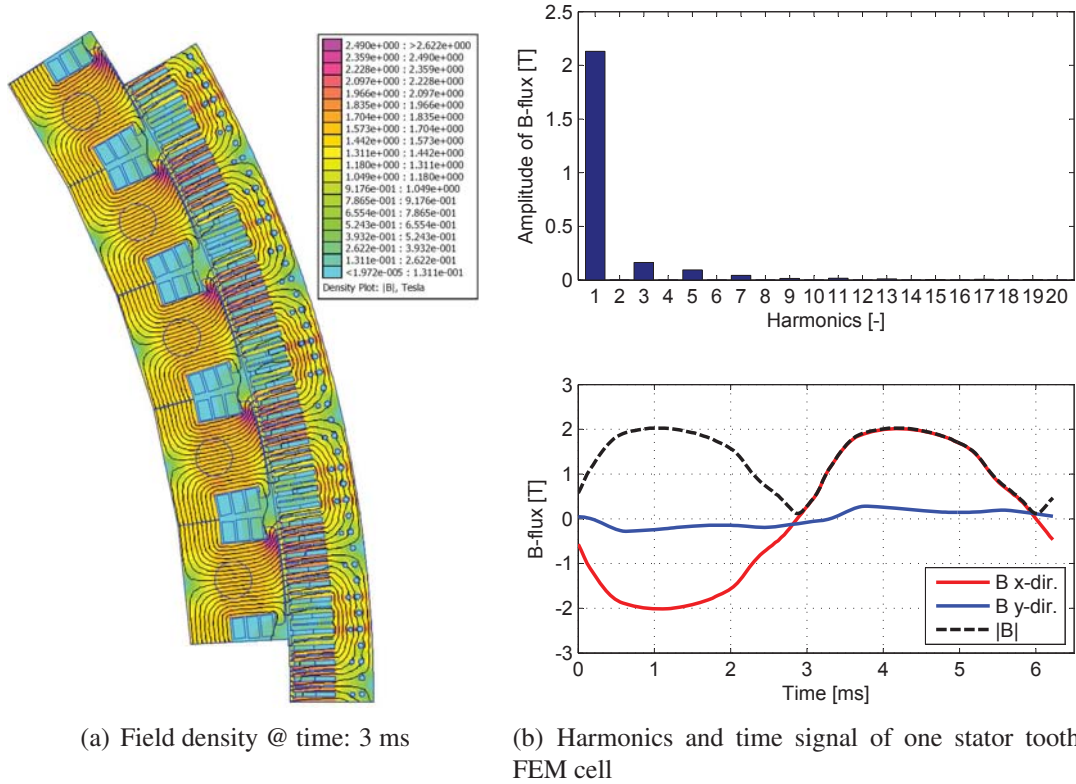 2.490e+000 : >2.622e+000
2.359e+000 : 2.490e+000
2.228e+000 : 2.359e+000
2.097e+000 : 2.228e+000
1.966e+000 : 2.097e+000
1.835e+000 : 1.966e+000
1.704e+000 : 1.835e+000
1.573e+000 : 1.704e+000
1.442e+000 : 1.573e+000
1.311e+000 : 1.442e+000
1.180e+000 : 1.311e+000
1.049e+000 : 1.180e+000
9.176e-001 : 1.049e+000
7.865e-001 : 9.176e-001
6.554e-001 : 7.865e-001
5.243e-001 : 6.554e-001
3.932e-001 : 5.243e-001
2.622e-001 : 3.932e-001
1.311e-001 : 2.622e-001
<1.972e-005 : 1.311e-001
Density Plot: |B|, Tesla
(a) Field density @ time: 3 ms
Amplitude of B-flux [T]
2.5
2
1.5
1
0.5
0
1 2 3 4 5 6 7 8 9 10 11 12 13 14 15 16 17 18 19 20
Harmonics [-]
B-flux [T]
3
2
1
0
-1
-2
-3
B x-dir.
B y-dir.
|B|
0 1 2 3 4 5 6
Time [ms]
(b) Harmonics and time signal of one stator tooth
FEM cell